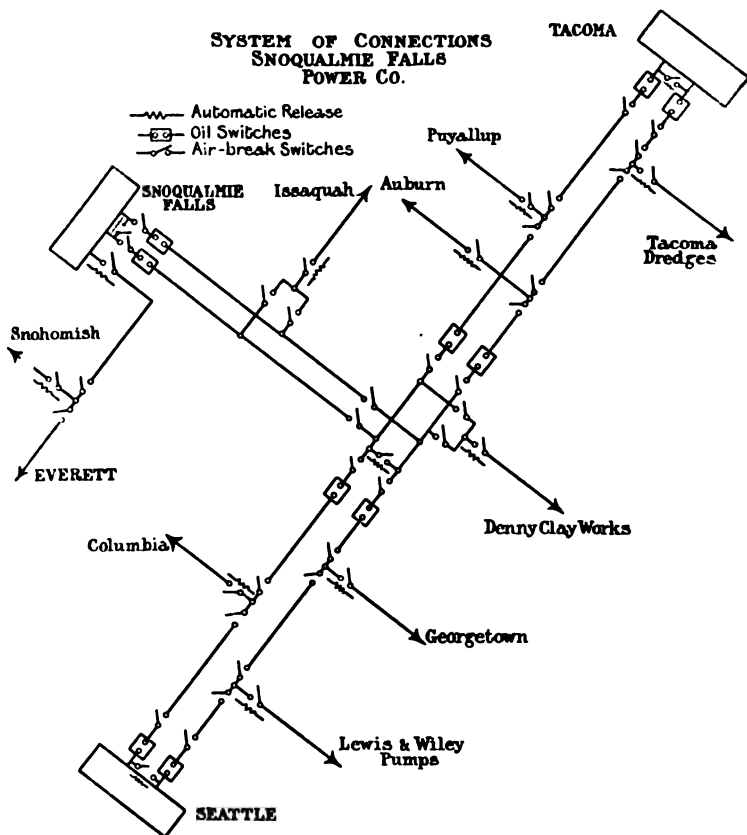 SYSTEM OF CONNECTIONS
SNOQUALMIE FALLS
POWER CO.
TACOMA
Automatic Release
Oil Switches
Air-break Switches
Puyallup
SNOQUALMIE
FALLS
Issaquah
Auburn
Tacoma
Dredges
Snohomish
EVERETT
Denny Clay Works
Columbia
Georgetown
Lewis & Wiley
Pumps
SEATTLE